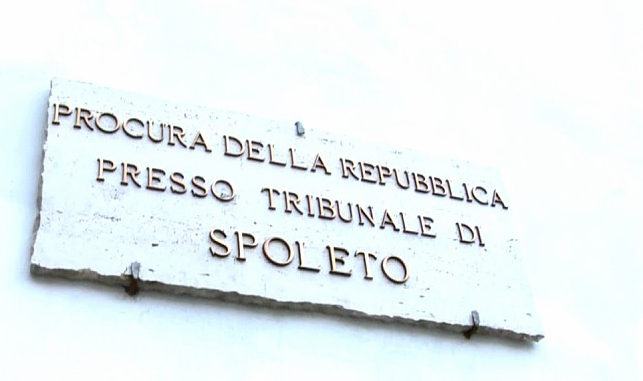 PROCURA DELLA REPUBBLICA
PRESSO TRIBUNALE DI
SPOLETO